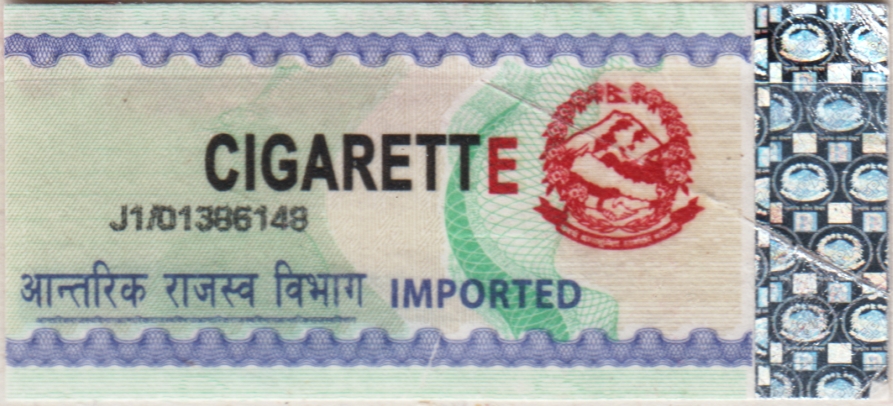 CIGARETTE
J1/01386148
आन्तरिक राजस्व विभाग IMPORTED